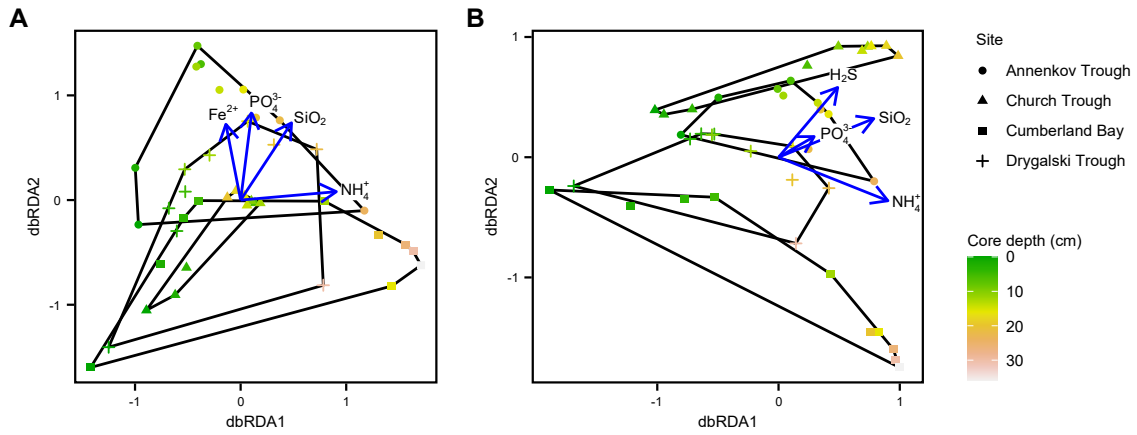 A
dbRDA2
1
0
-1
Fe²⁺
PO₄³⁻
SiO₂
NH₄⁺
-1
0
1
dbRDA1
B
dbRDA2
1
0
-1
H₂S
SiO₂
PO₄³⁻
NH₄⁺
-1
0
1
dbRDA1
Site
Annenkov Trough
Church Trough
Cumberland Bay
Drygalski Trough
Core depth (cm)
0
10
20
30